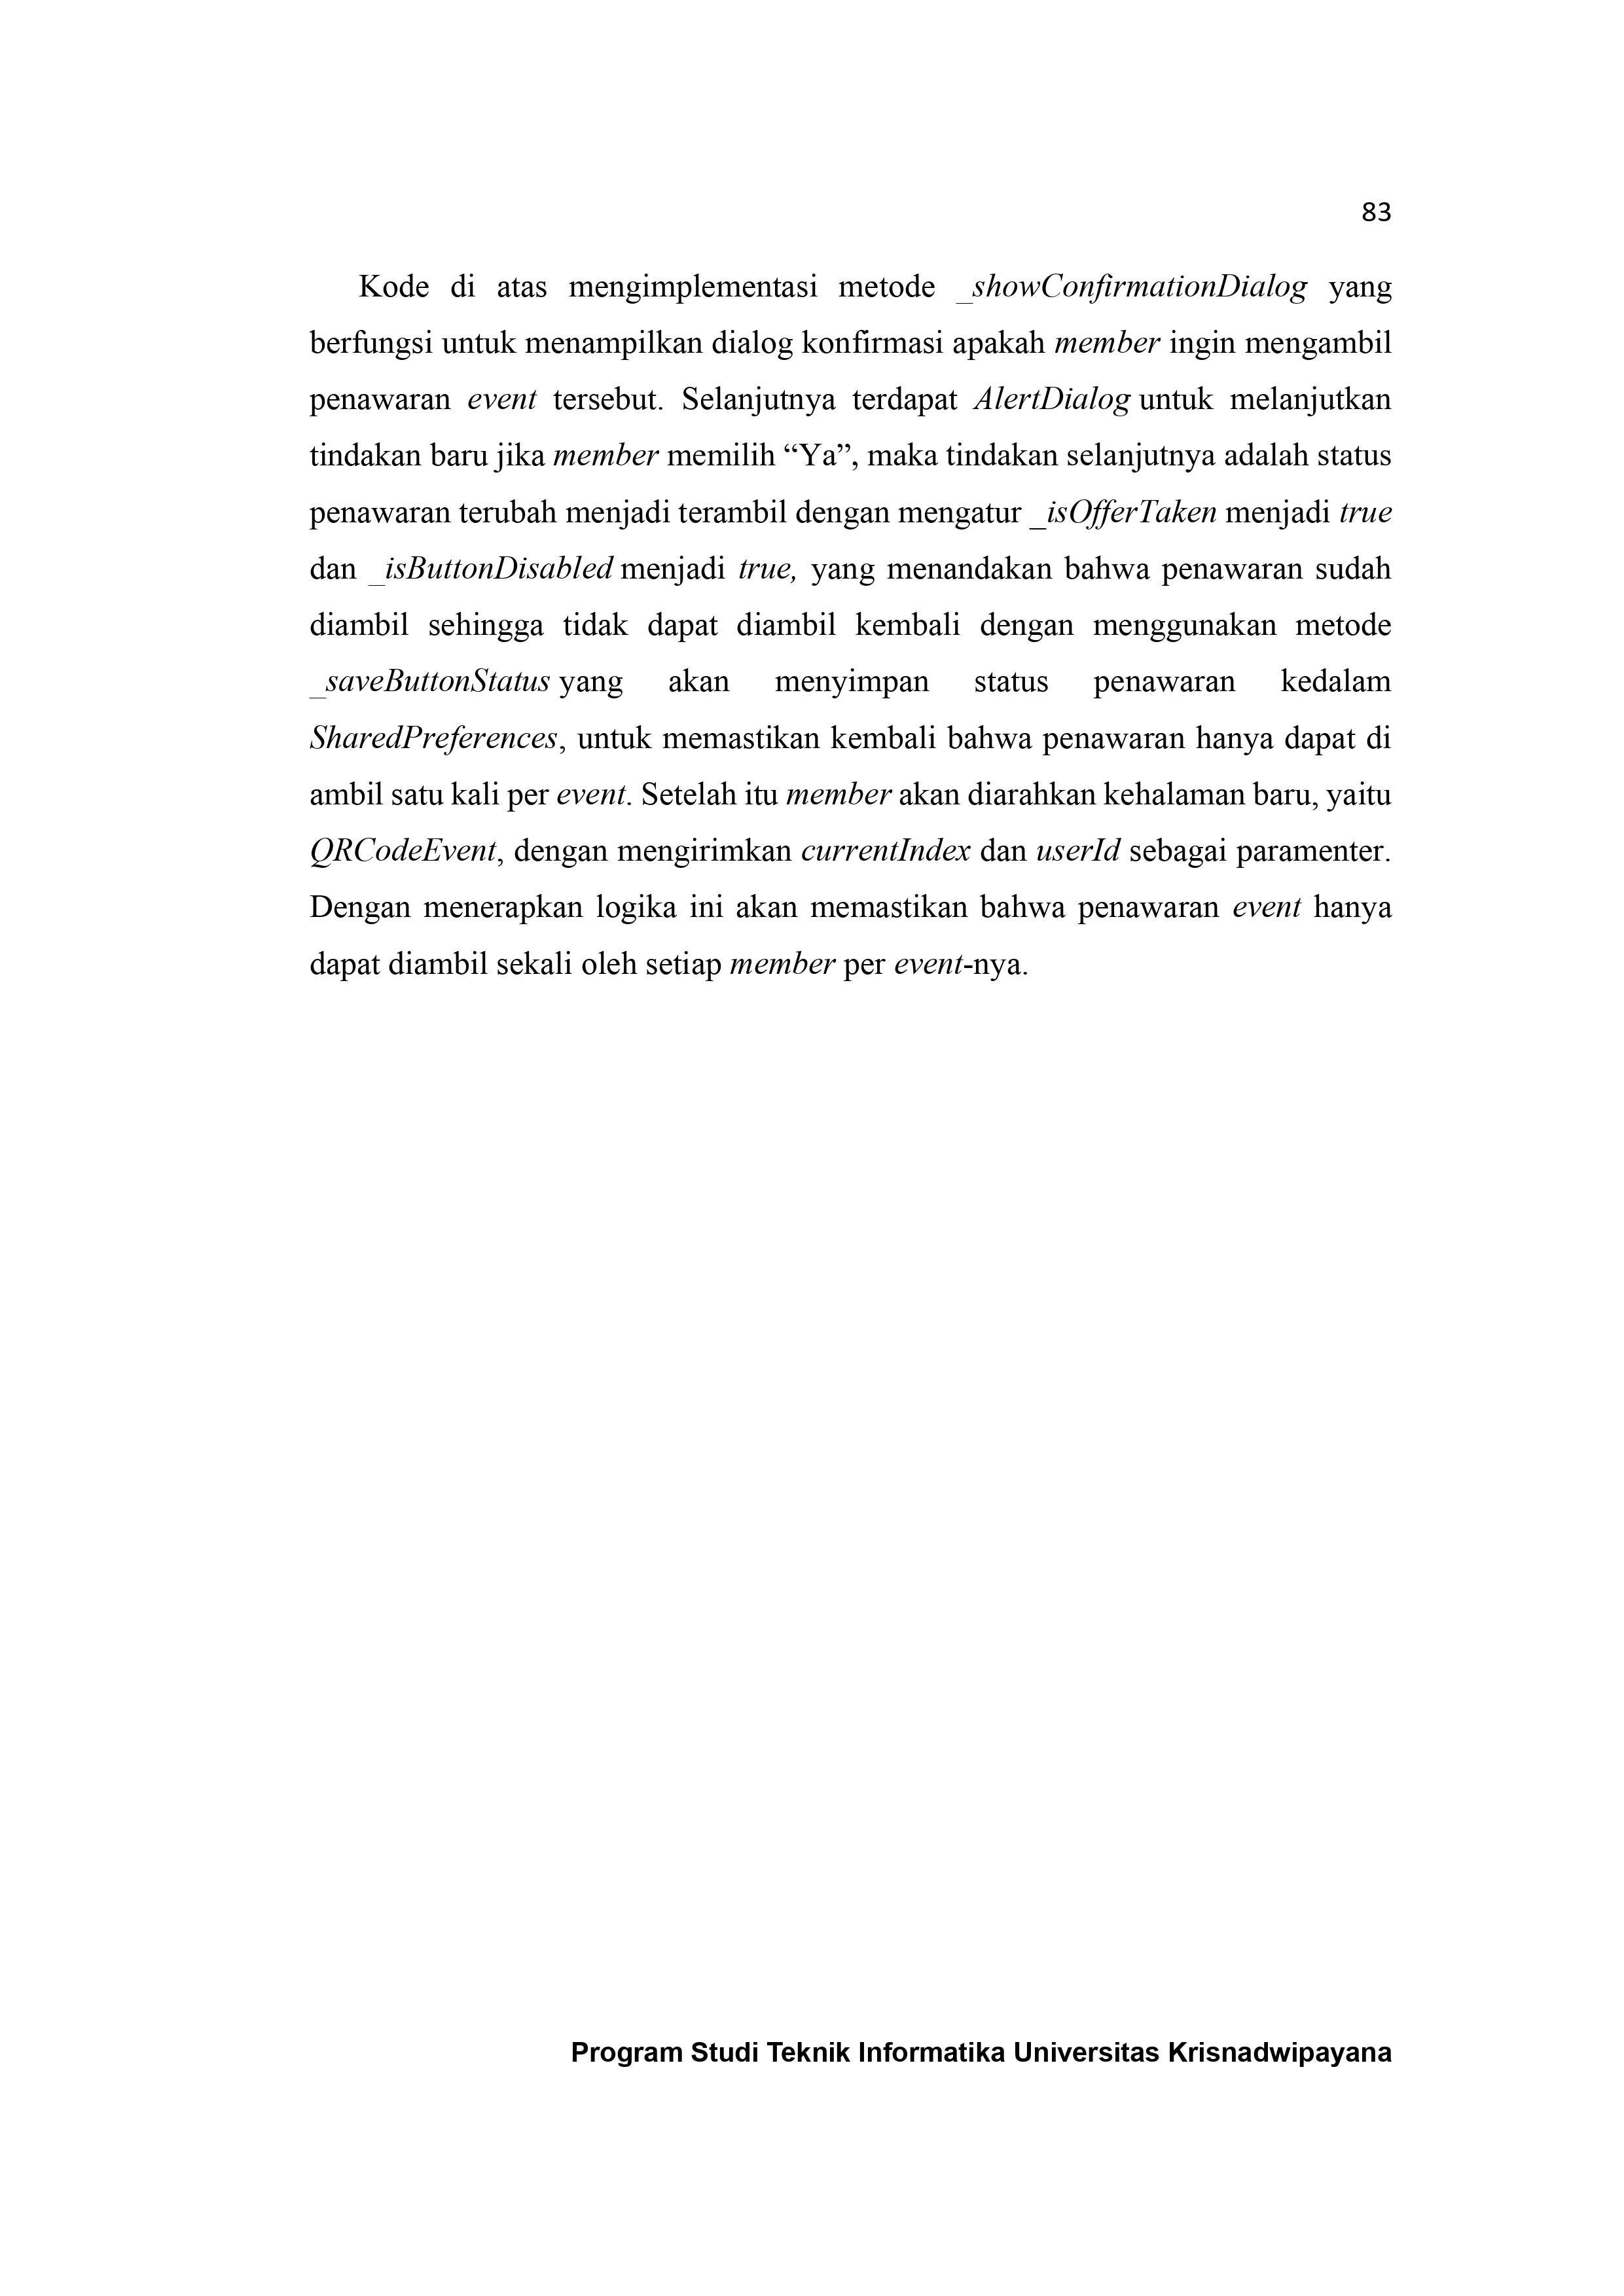 83
Kode di atas mengimplementasi metode _showConfirmationDialog yang
berfungsi untuk menampilkan dialog konfirmasi apakah member ingin mengambil
penawaran event tersebut. Selanjutnya terdapat AlertDialog untuk melanjutkan
tindakan baru jika member memilih “Ya”, maka tindakan selanjutnya adalah status
penawaran terubah menjadi terambil dengan mengatur _isOfferTaken menjadi true
dan _isButtonDisabled menjadi true, yang menandakan bahwa penawaran sudah
diambil sehingga tidak dapat diambil kembali dengan menggunakan metode
_saveButtonStatus yang akan menyimpan status penawaran kedalam
SharedPreferences, untuk memastikan kembali bahwa penawaran hanya dapat di
ambil satu kali per event. Setelah itu member akan diarahkan kehalaman baru, yaitu
QRCodeEvent, dengan mengirimkan currentIndex dan userId sebagai paramenter.
Dengan menerapkan logika ini akan memastikan bahwa penawaran event hanya
dapat diambil sekali oleh setiap member per event-nya.
Program Studi Teknik Informatika Universitas Krisnadwipayana